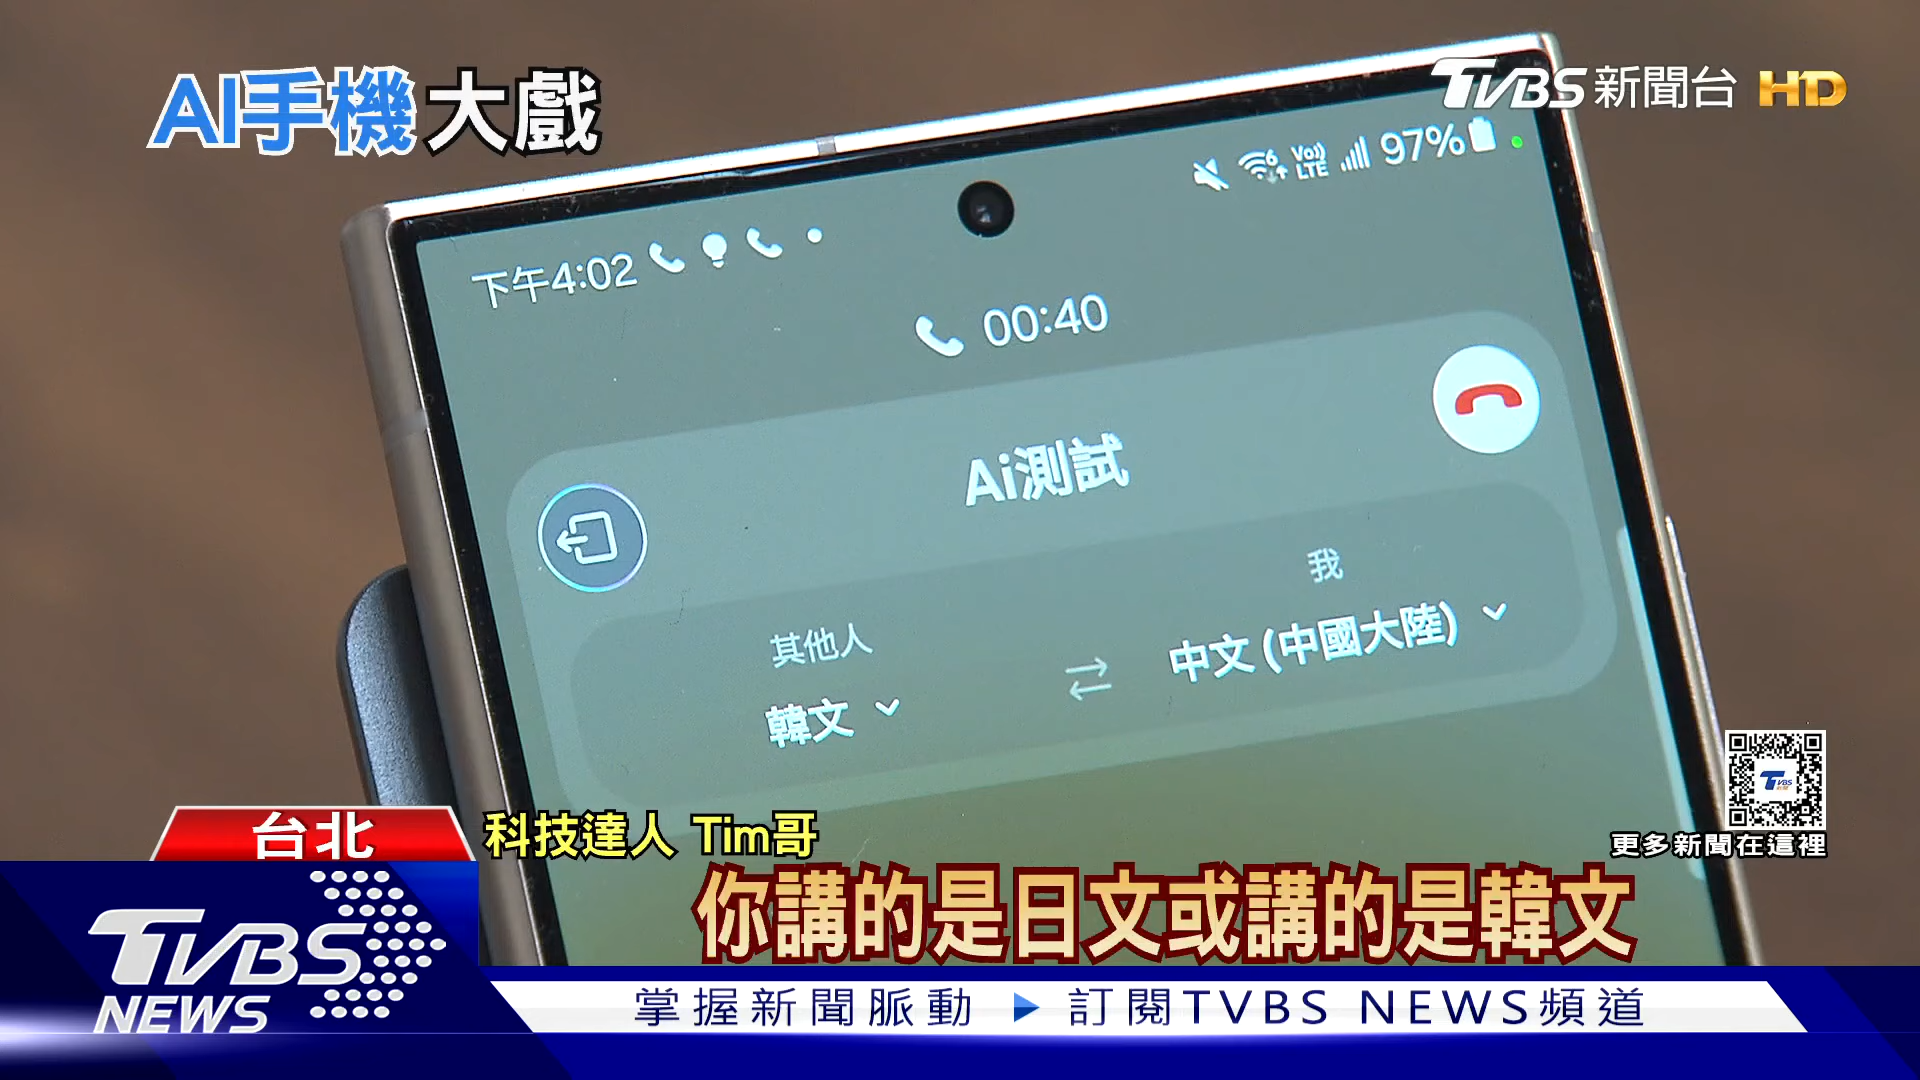 AI手機大戲
TVBS新聞台 HD
下午4:02
6
Vo))
LTE
97%
00:40
Ai測試
其他人
我
韓文
中文(中國大陸)
TVBS
更多新聞在這裡
台北
科技達人 Tim哥
你講的是日文或講的是韓文
TVBS
NEWS
掌握新聞脈動 ▶ 訂閱TVBS NEWS頻道